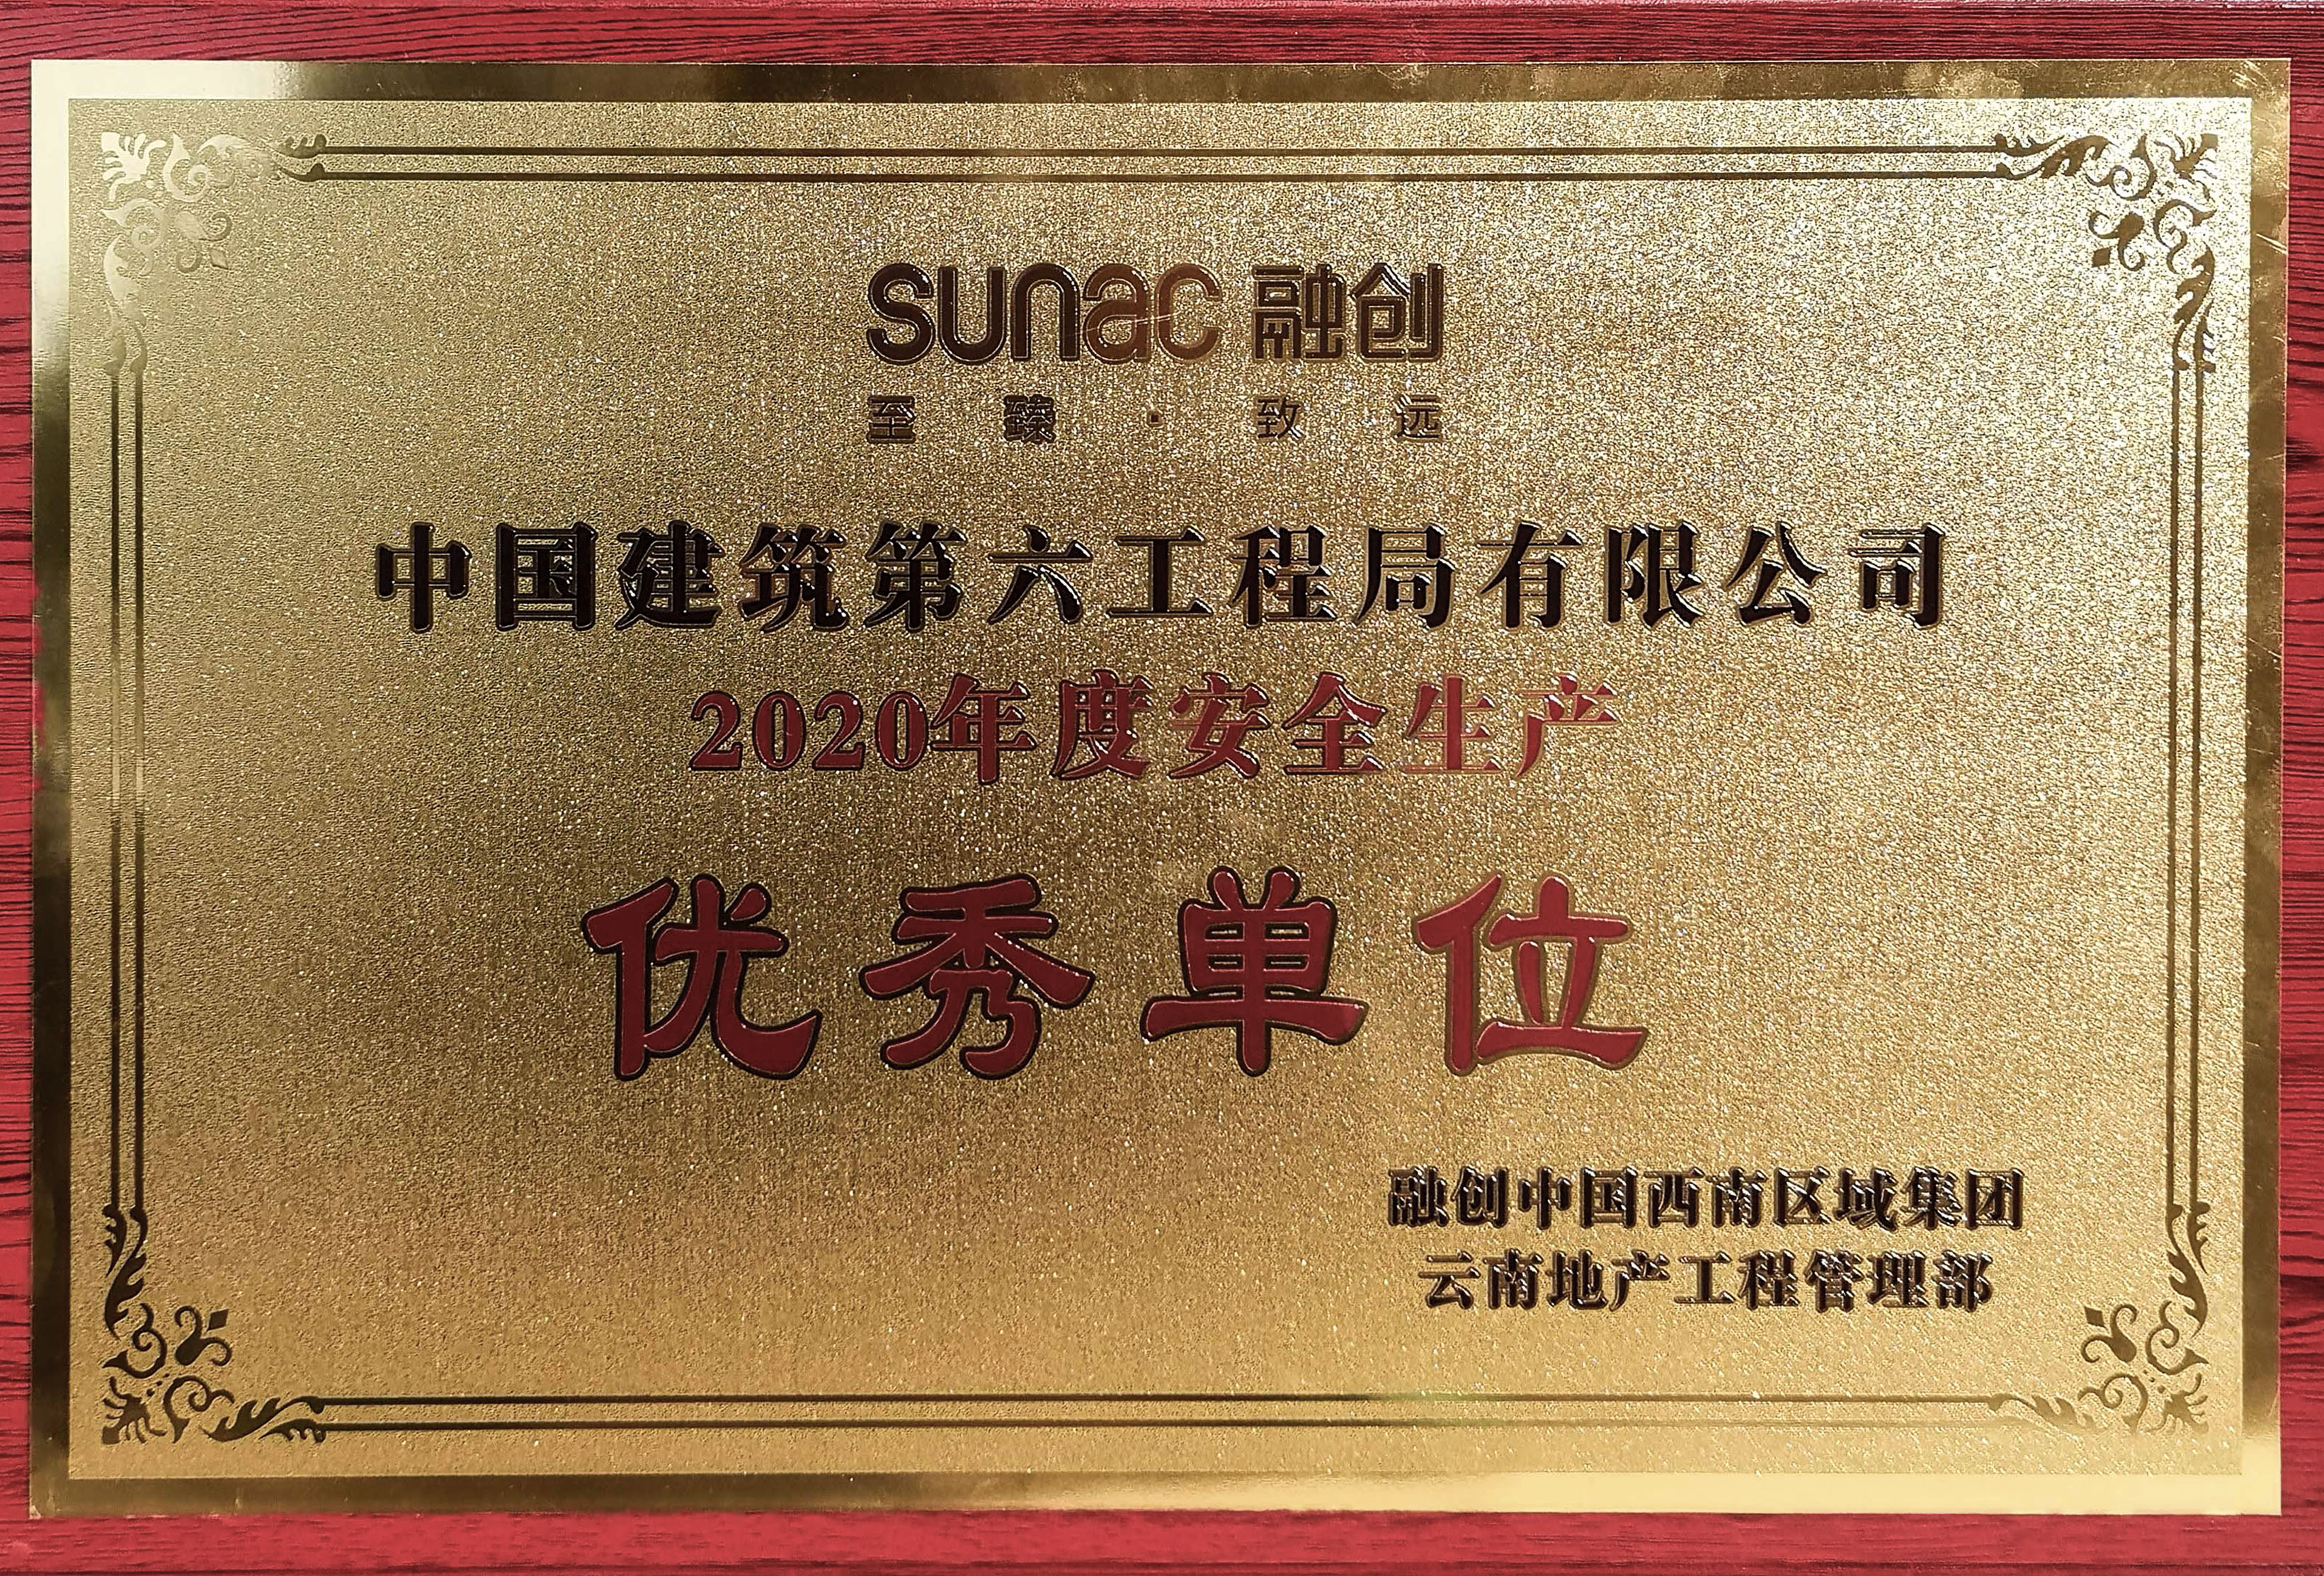 sunac 融创
至臻·致远
中国建筑第六工程局有限公司
2020年度安全生产
优秀单位
融创中国西南区域集团
云南地产工程管理部